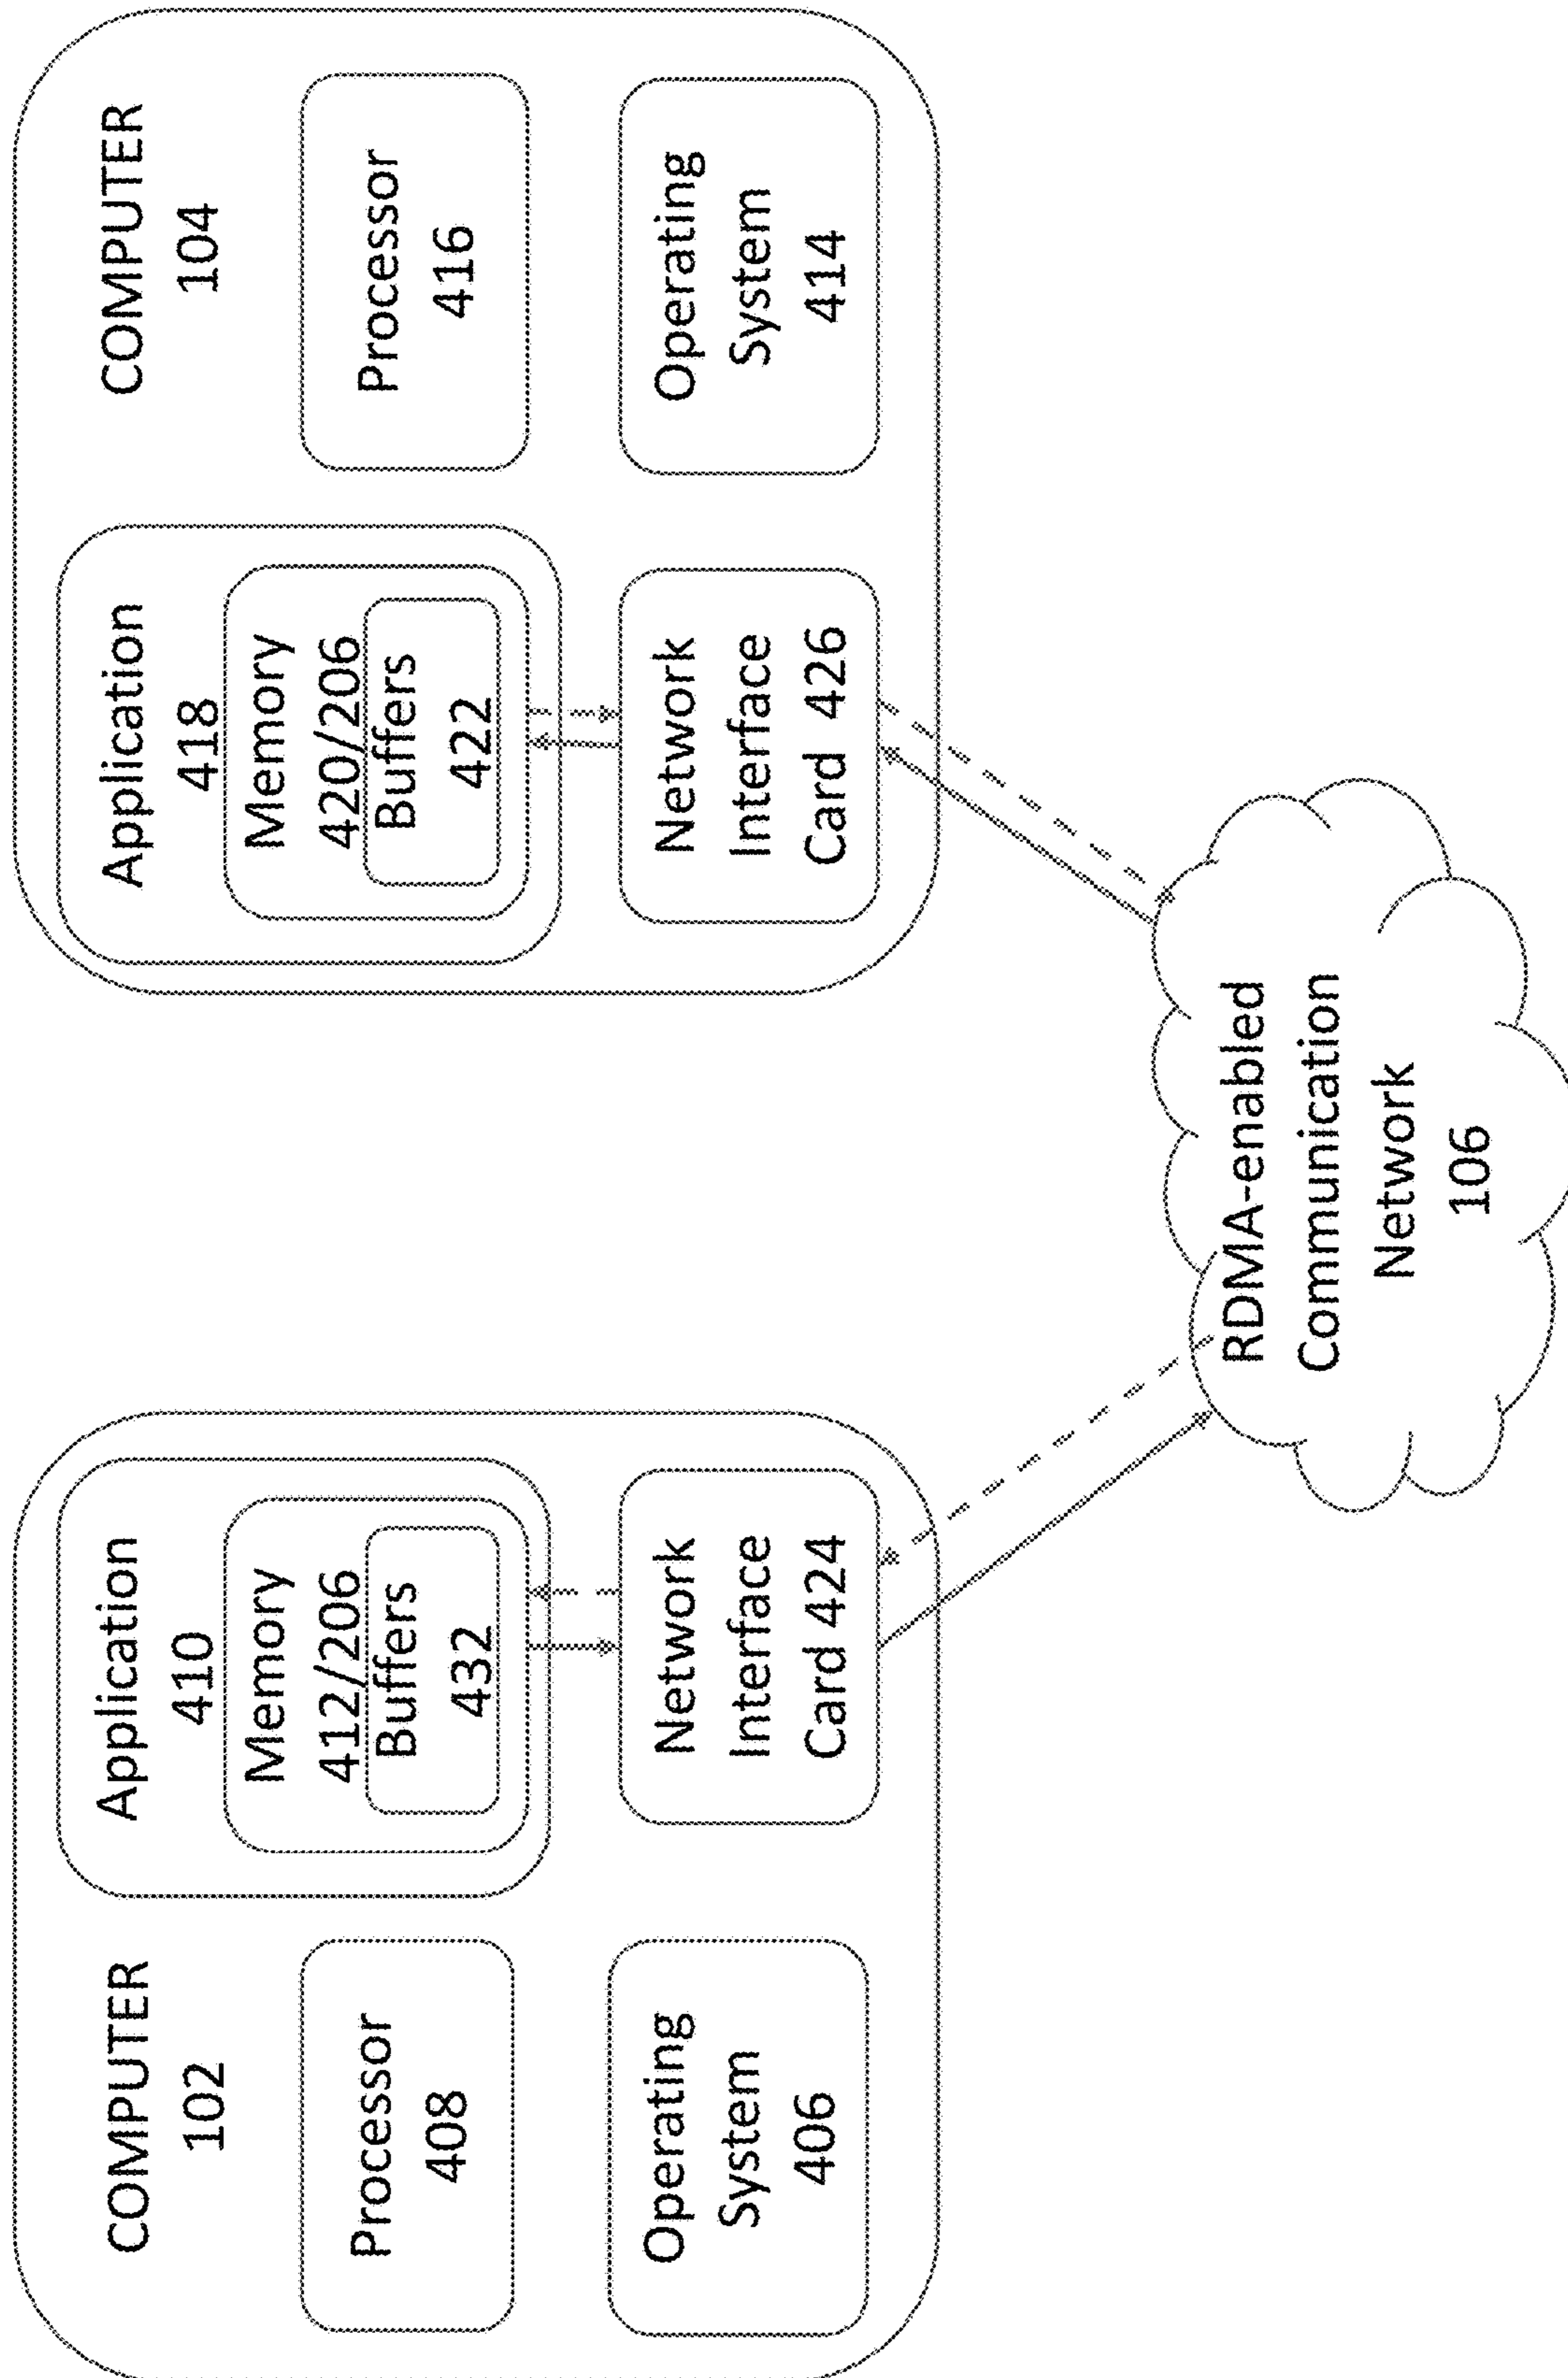 COMPUTER
102
Processor
408
Operating
System
406
Application
410
Memory
412/206
Buffers
432
Network
Interface
Card 424
COMPUTER
104
Application
418
Memory
420/206
Buffers
422
Network
Interface
Card 426
Processor
416
Operating
System
414
RDMA-enabled
Communication
Network
106